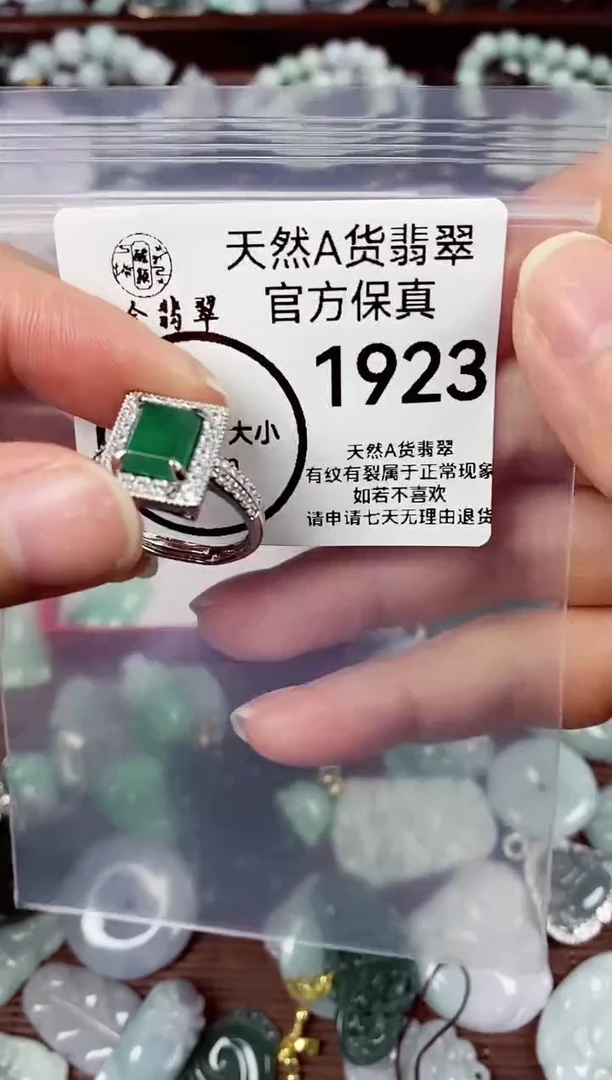 天然A货翡翠
官方保真
翡翠
1923
大小
天然A货翡翠
有纹有裂属于正常现象
如若不喜欢
请申请七天无理由退货